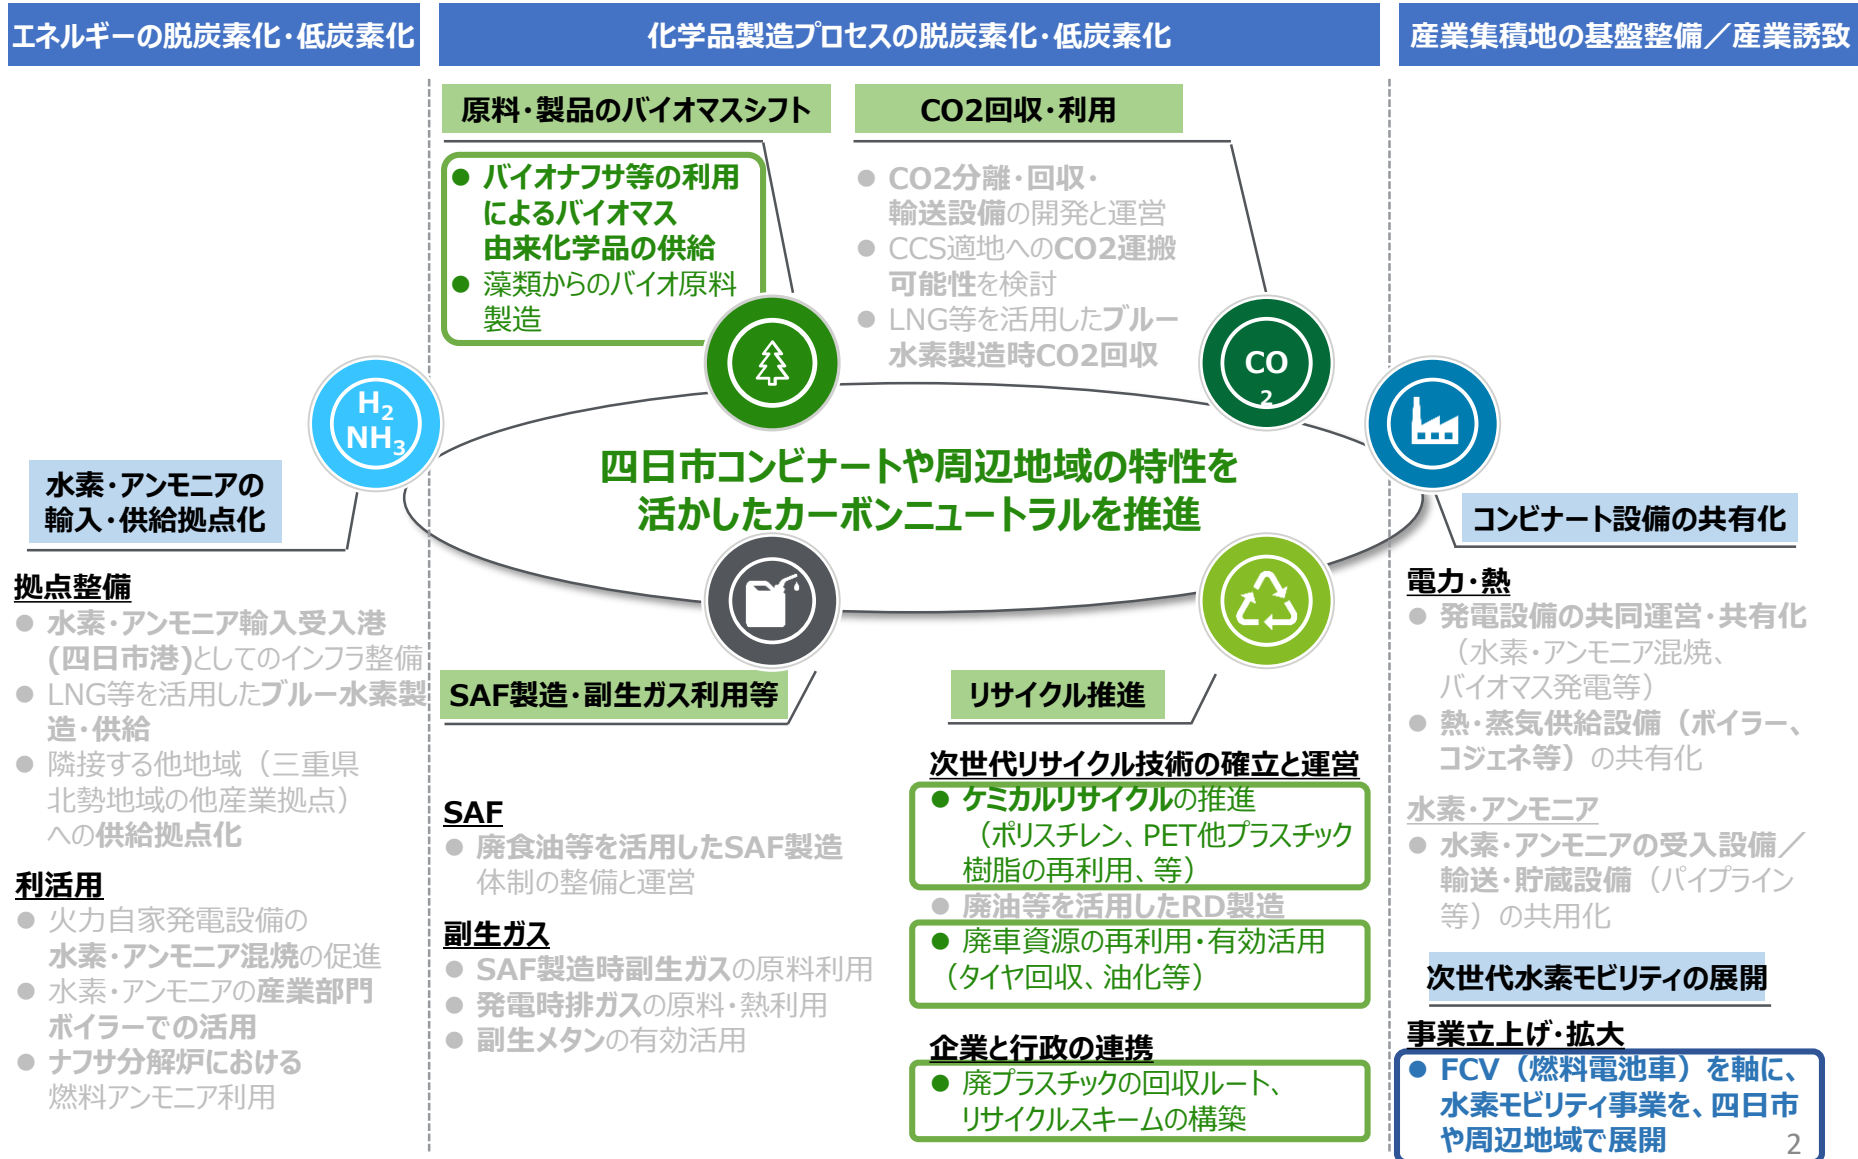 エネルギーの脱炭素化・低炭素化
化学品製造プロセスの脱炭素化・低炭素化
産業集積地の基盤整備／産業誘致
原料・製品のバイオマスシフト
● バイオナフサ等の利用
によるバイオマス
由来化学品の供給
● 藻類からのバイオ原料
製造
CO2回収・利用
● CO2分離・回収・
輸送設備の開発と運営
● CCS適地へのCO2運搬
可能性を検討
● LNG等を活用したブルー
水素製造時CO2回収
H2
NH3
CO
2
四日市コンビナートや周辺地域の特性を
活かしたカーボンニュートラルを推進
水素・アンモニアの
輸入・供給拠点化
拠点整備
● 水素・アンモニア輸入受入港
(四日市港)としてのインフラ整備
● LNG等を活用したブルー水素製
造・供給
● 隣接する他地域（三重県
北勢地域の他産業拠点）
への供給拠点化
利活用
● 火力自家発電設備の
水素・アンモニア混焼の促進
● 水素・アンモニアの産業部門
ボイラーでの活用
● ナフサ分解炉における
燃料アンモニア利用
SAF製造・副生ガス利用等
SAF
● 廃食油等を活用したSAF製造
体制の整備と運営
副生ガス
● SAF製造時副生ガスの原料利用
● 発電時排ガスの原料・熱利用
● 副生メタンの有効活用
リサイクル推進
次世代リサイクル技術の確立と運営
● ケミカルリサイクルの推進
（ポリスチレン、PET他プラスチック
樹脂の再利用、等）
● 廃油等を活用したRD製造
● 廃車資源の再利用・有効活用
（タイヤ回収、油化等）
企業と行政の連携
● 廃プラスチックの回収ルート、
リサイクルスキームの構築
コンビナート設備の共有化
電力・熱
● 発電設備の共同運営・共有化
（水素・アンモニア混焼、
バイオマス発電等）
● 熱・蒸気供給設備（ボイラー、
コジェネ等）の共有化
水素・アンモニア
● 水素・アンモニアの受入設備／
輸送・貯蔵設備（パイプライン
等）の共用化
次世代水素モビリティの展開
事業立上げ・拡大
● FCV（燃料電池車）を軸に、
水素モビリティ事業を、四日市
や周辺地域で展開
2